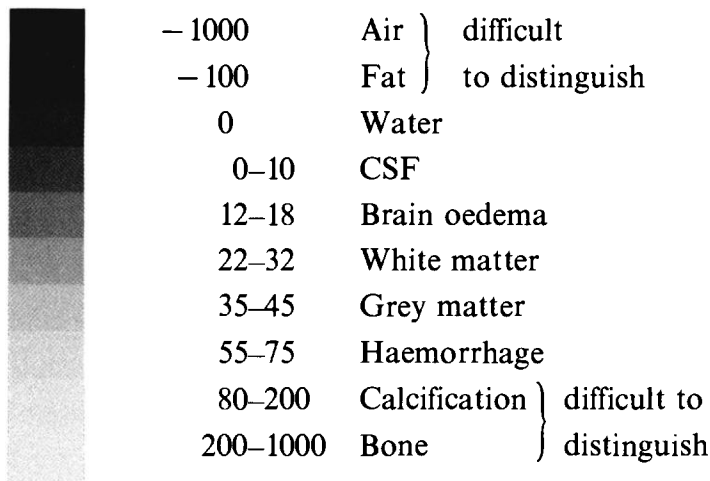 −1000 Air difficult
−100 Fat to distinguish
0 Water
0–10 CSF
12–18 Brain oedema
22–32 White matter
35–45 Grey matter
55–75 Haemorrhage
80–200 Calcification difficult to
200–1000 Bone distinguish